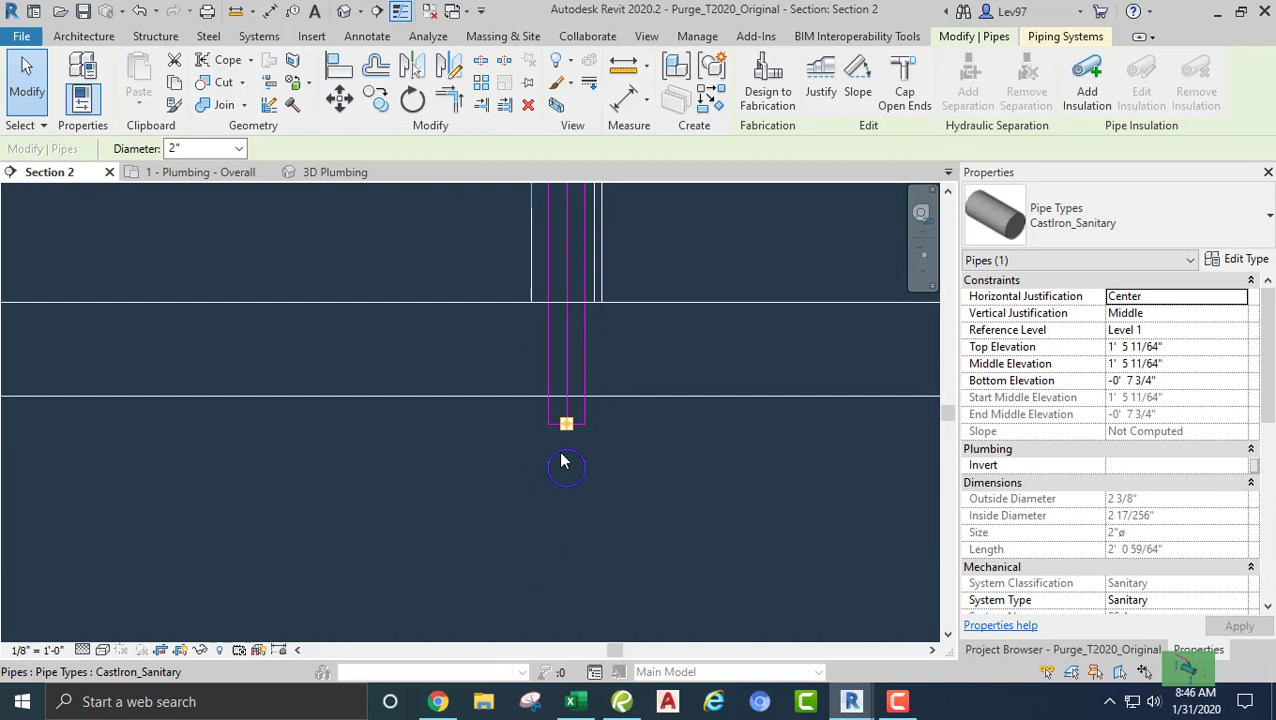 Autodesk Revit 2020.2 - Purge_T2020_Original - Section: Section 2
Lev97
File
Architecture
Structure
Steel
Systems
Insert
Annotate
Analyze
Massing & Site
Collaborate
View
Manage
Add-Ins
BIM Interoperability Tools
Modify | Pipes
Piping Systems
Modify
Paste
Cope
Cut
Join
Design to
Fabrication
Justify
Slope
Cap
Open Ends
Add
Separation
Remove
Separation
Add
Insulation
Edit
Insulation
Remove
Insulation
Select
Properties
Clipboard
Geometry
Modify
View
Measure
Create
Fabrication
Edit
Hydraulic Separation
Pipe Insulation
Modify | Pipes
Diameter: 2"
Section 2
1 - Plumbing - Overall
3D Plumbing
Properties
Pipe Types
CastIron_Sanitary
Pipes (1)
Edit Type
Constraints
Horizontal Justification Center
Vertical Justification Middle
Reference Level Level 1
Top Elevation 1' 5 11/64"
Middle Elevation 1' 5 11/64"
Bottom Elevation -0' 7 3/4"
Start Middle Elevation 1' 5 11/64"
End Middle Elevation -0' 7 3/4"
Slope Not Computed
Plumbing
Invert
Dimensions
Outside Diameter 2 3/8"
Inside Diameter 2 17/256"
Size 2"ø
Length 2' 0 59/64"
Mechanical
System Classification Sanitary
System Type Sanitary
Properties help
Apply
1/8" = 1'-0"
Project Browser - Purge_T2020_Original
Properties
Pipes : Pipe Types : CastIron_Sanitary
:0
Main Model
Start a web search
8:46 AM
1/31/2020